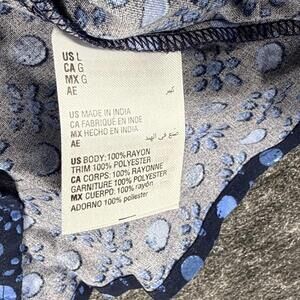 US L
CA G
MX G
AE كبير
US MADE IN INDIA
CA FABRIQUÉ EN INDE
MX HECHO EN INDIA
AE صنع في الهند
US BODY: 100% RAYON
TRIM 100% POLYESTER
CA CORPS: 100% RAYONNE
GARNITURE 100% POLYESTER
MX CUERPO: 100% rayón
ADORNO 100% poliester